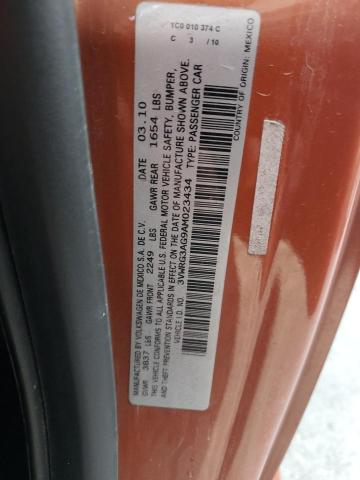 1C0 010 374 C
C 3 /10
MANUFACTURED BY VOLKSWAGEN DE MEXICO S.A. DE C.V. DATE 03.10
GVWR 3837 LBS GAWR FRONT 2249 LBS GAWR REAR 1654 LBS
THIS VEHICLE CONFORMS TO ALL APPLICABLE U.S. FEDERAL MOTOR VEHICLE SAFETY, BUMPER,
AND THEFT PREVENTION STANDARDS IN EFFECT ON THE DATE OF MANUFACTURE SHOWN ABOVE.
VEHICLE I.D. NO.: 3VWRG3AG9AM023434 TYPE: PASSENGER CAR
COUNTRY OF ORIGIN: MEXICO